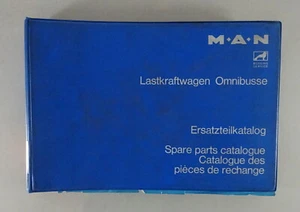 M·A·N
Lastkraftwagen Omnibusse
Ersatzteilkatalog
Spare parts catalogue
Catalogue des
pièces de rechange